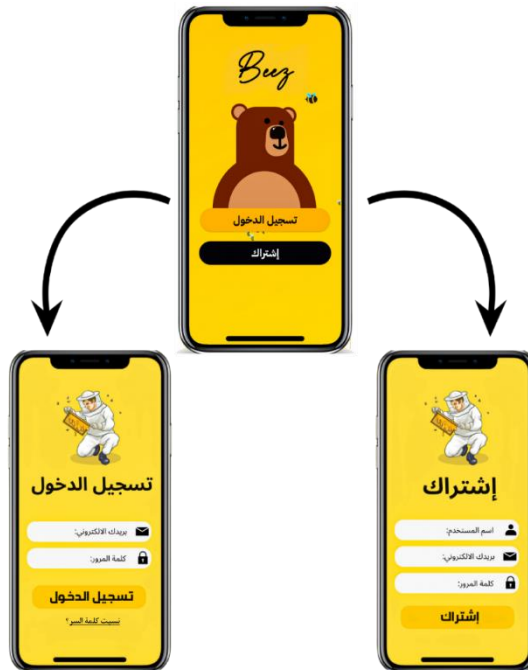 Beez
تسجيل الدخول
إشتراك
تسجيل الدخول
بريدك الالكتروني:
كلمة المرور:
تسجيل الدخول
نسيت كلمة السر؟
إشتراك
اسم المستخدم:
بريدك الالكتروني:
كلمة المرور:
إشتراك